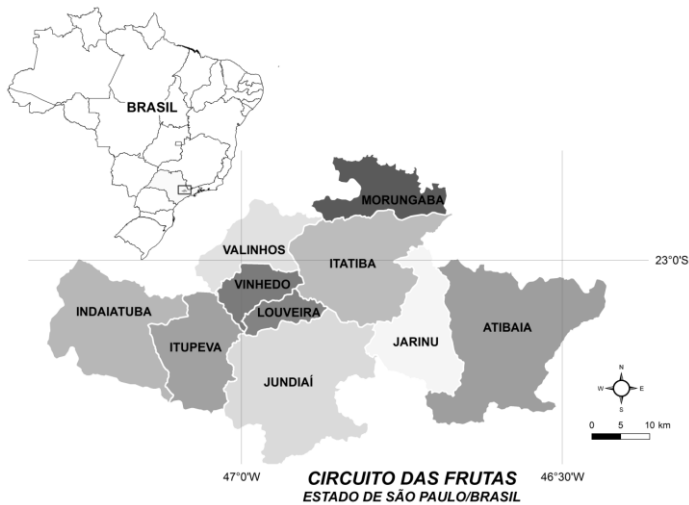 BRASIL
MORUNGABA
VALINHOS
ITATIBA
23°0'S
VINHEDO
INDAIATUBA
LOUVEIRA
ITUPEVA
JARINU
ATIBAIA
JUNDIAÍ
N
W
E
S
0 5 10 km
47°0'W
46°30'W
CIRCUITO DAS FRUTAS
ESTADO DE SÃO PAULO/BRASIL